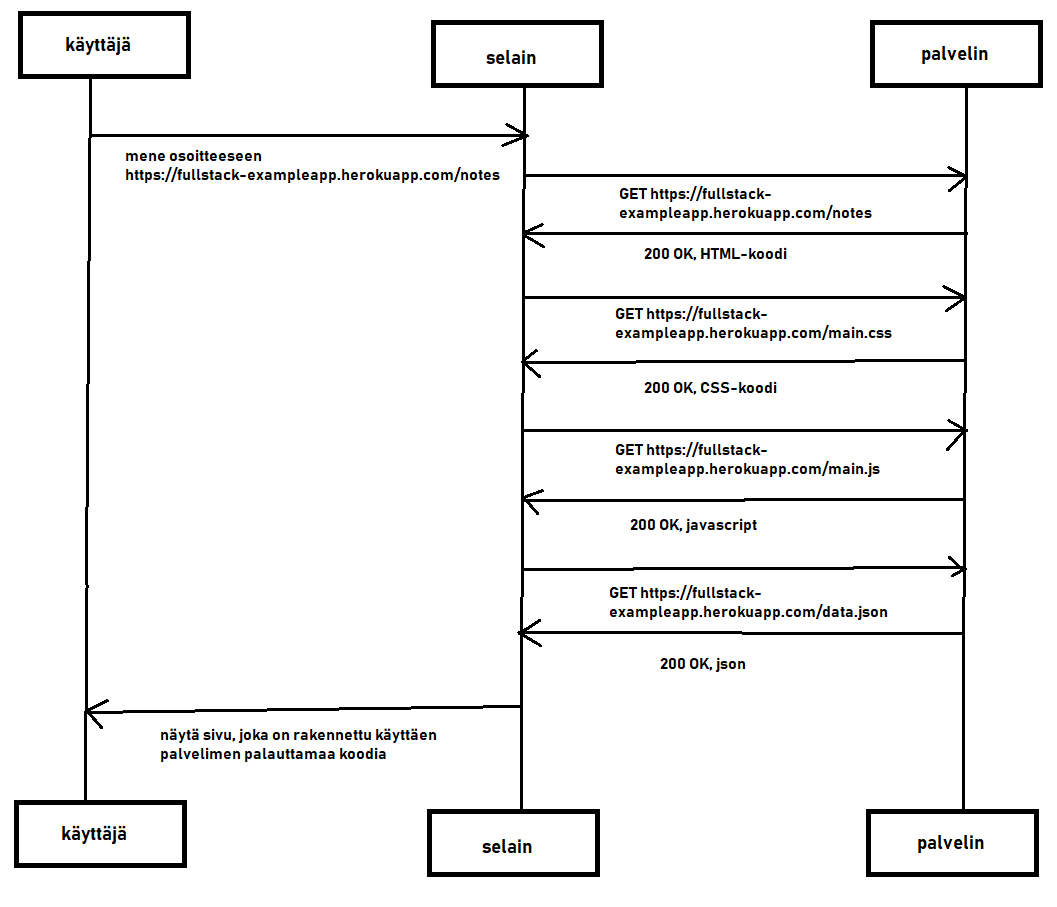 käyttäjä
selain
palvelin
mene osoitteeseen
https://fullstack-exampleapp.herokuapp.com/notes
GET https://fullstack-
exampleapp.herokuapp.com/notes
200 OK, HTML-koodi
GET https://fullstack-
exampleapp.herokuapp.com/main.css
200 OK, CSS-koodi
GET https://fullstack-
exampleapp.herokuapp.com/main.js
200 OK, javascript
GET https://fullstack-
exampleapp.herokuapp.com/data.json
200 OK, json
näytä sivu, joka on rakennettu käyttäen
palvelimen palauttamaa koodia
käyttäjä
selain
palvelin